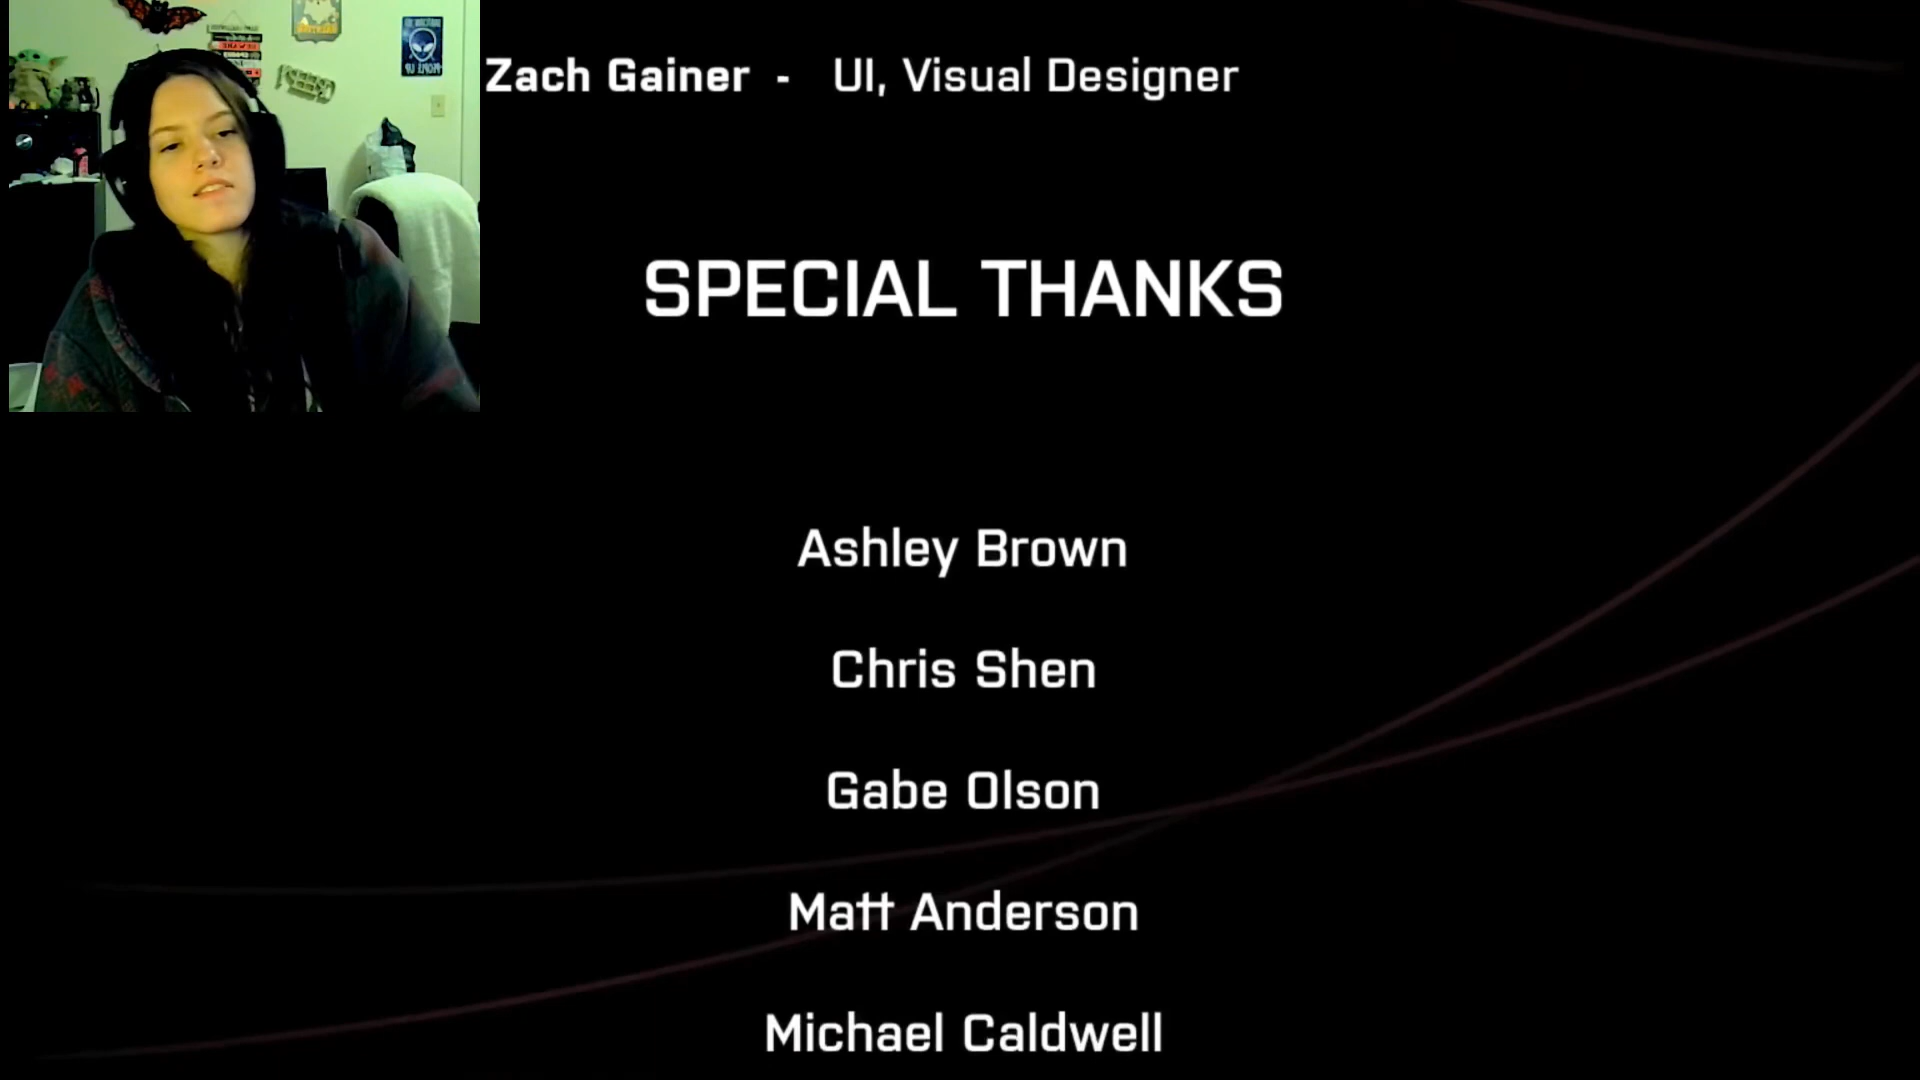 Zach Gainer - UI, Visual Designer
SPECIAL THANKS
Ashley Brown
Chris Shen
Gabe Olson
Matt Anderson
Michael Caldwell